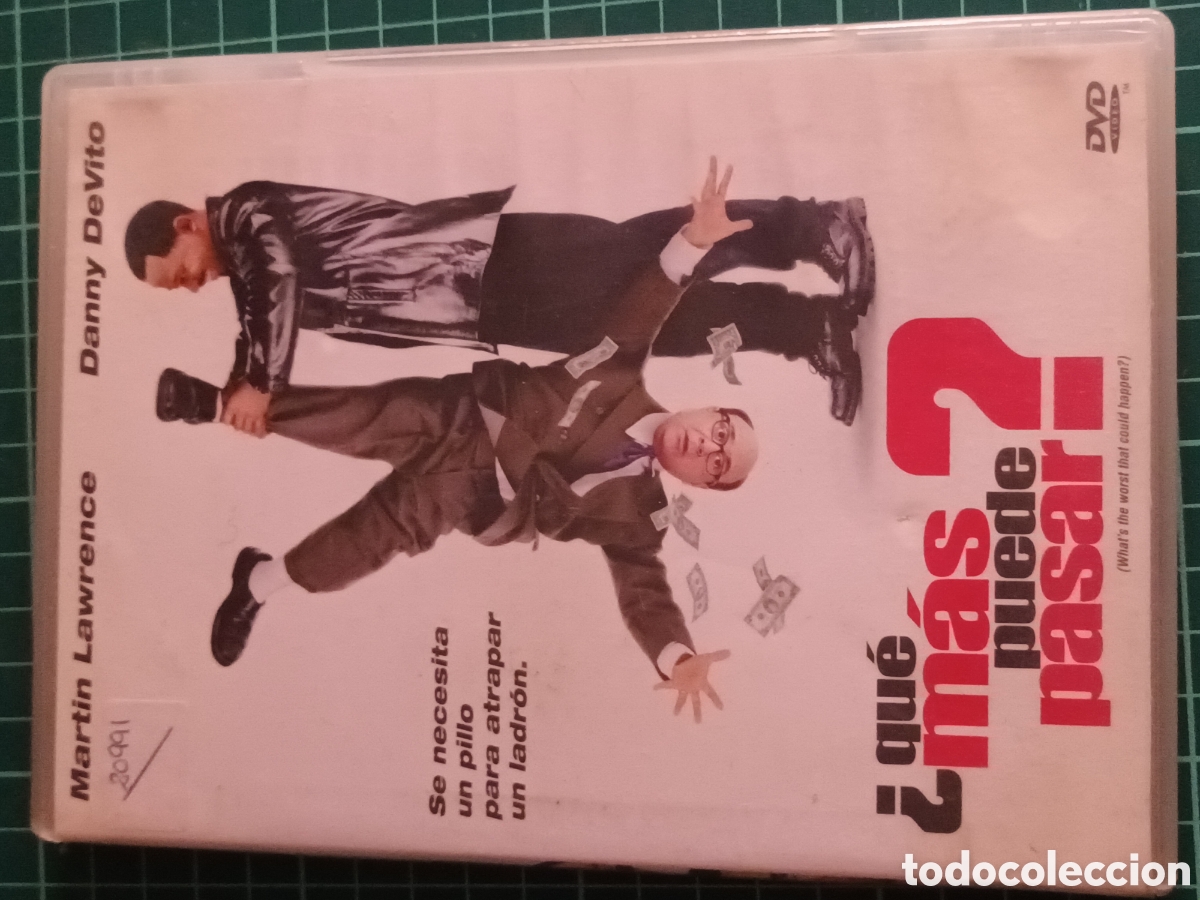 Martin Lawrence
Danny DeVito
20991
Se necesita
un pillo
para atrapar
un ladrón.
¿qué
más
puede
pasar?
(What's the worst that could happen?)
DVD
VIDEO
TM
todocoleccion